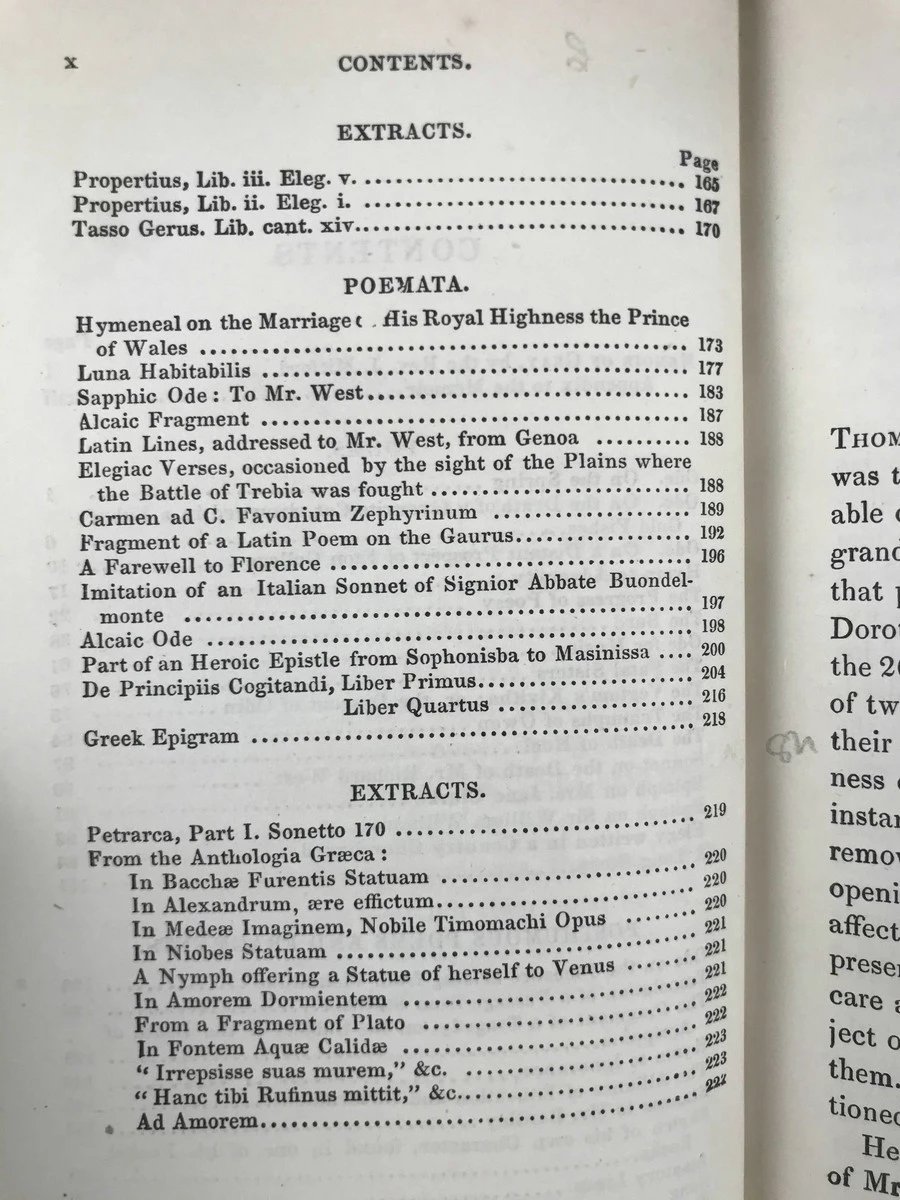 x CONTENTS.
EXTRACTS.
Page
Propertius, Lib. iii. Eleg. v. ................................ 165
Propertius, Lib. ii. Eleg. i. ................................ 167
Tasso Gerus. Lib. cant. xiv................................ 170
POEMATA.
Hymeneal on the Marriage His Royal Highness the Prince
of Wales ................................ 173
Luna Habitabilis ................................ 177
Sapphic Ode: To Mr. West................................ 183
Alcaic Fragment ................................ 187
Latin Lines, addressed to Mr. West, from Genoa .......... 188
Elegiac Verses, occasioned by the sight of the Plains where
the Battle of Trebia was fought ........................ 188
Carmen ad C. Favonium Zephyrinum .................... 189
Fragment of a Latin Poem on the Gaurus.................. 192
A Farewell to Florence ................................ 196
Imitation of an Italian Sonnet of Signior Abbate Buondel-
monte ................................ 197
Alcaic Ode ................................ 198
Part of an Heroic Epistle from Sophonisba to Masinissa .... 200
De Principiis Cogitandi, Liber Primus.................... 204
Liber Quartus .................... 216
Greek Epigram ................................ 218
EXTRACTS.
Petrarca, Part I. Sonetto 170 ........................ 219
From the Anthologia Græca:
In Bacchæ Furentis Statuam ........................ 220
In Alexandrum, ære effictum........................ 220
In Medeæ Imaginem, Nobile Timomachi Opus ........ 220
In Niobes Statuam ................................ 221
A Nymph offering a Statue of herself to Venus ........ 221
In Amorem Dormientem ........................ 221
From a Fragment of Plato ........................ 222
In Fontem Aquæ Calidæ ........................ 222
“Irrepsisse suas murem,” &c. .................... 223
“Hanc tibi Rufinus mittit,” &c..................... 223
Ad Amorem................................
THOM
was t
able o
grand
that p
Dorot
the 26
of tw
their
ness o
instan
remov
openi
affect
presen
care a
ject o
them.
tioned
He
of Mr